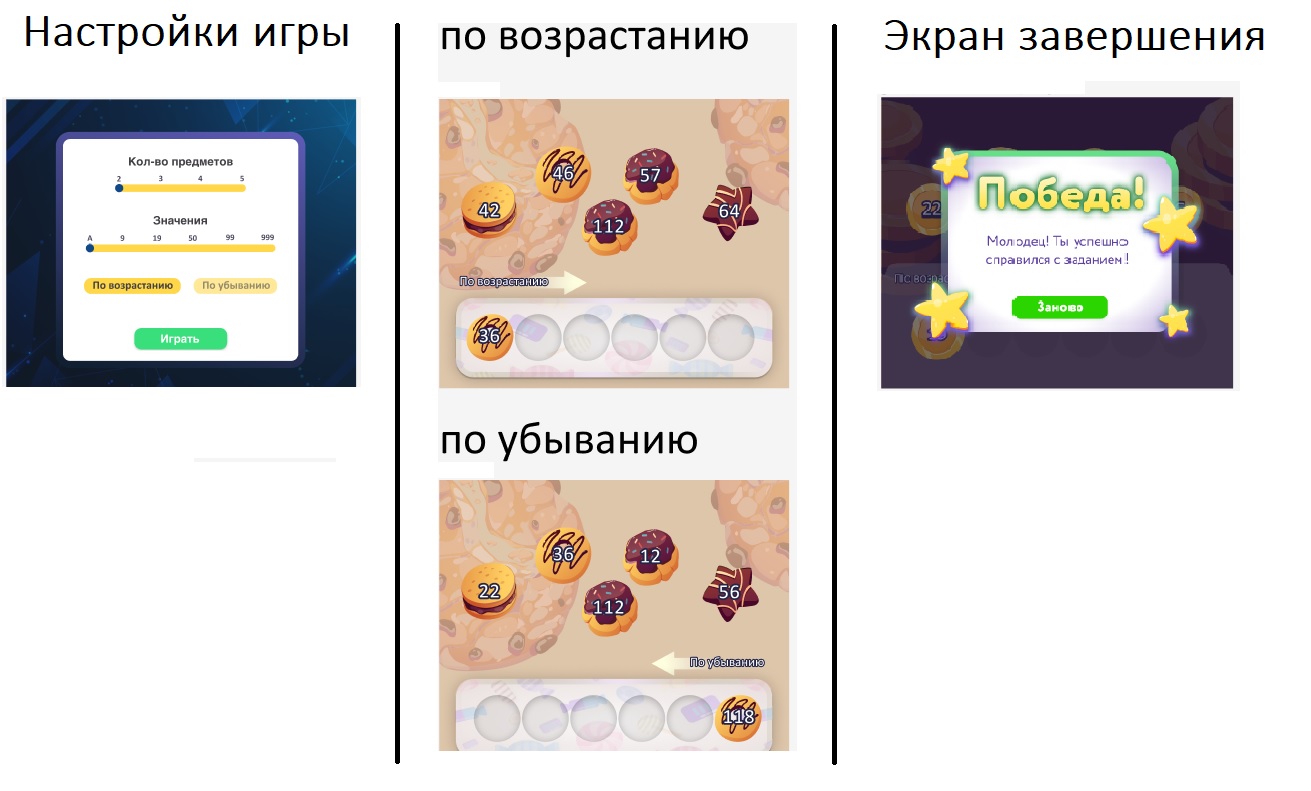 Настройки игры
Кол-во предметов
2 3 4 5
Значения
А 9 19 50 99 999
По возрастанию По убыванию
Играть
по возрастанию
46 57
42 64
112
По возрастанию
36
по убыванию
36 12
22 56
112
По убыванию
118
Экран завершения
Победа!
22
Молодец! Ты успешно
справился с заданием!
Заново